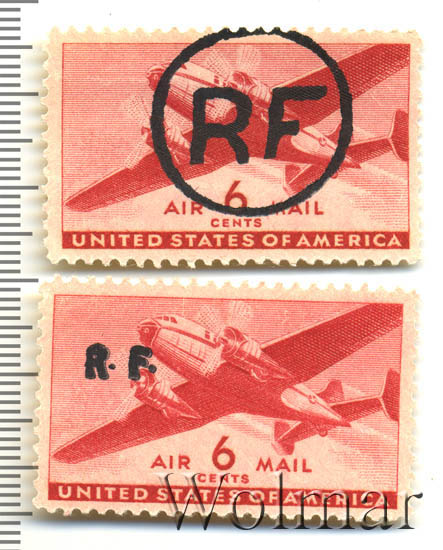 RF
6
AIR MAIL
CENTS
UNITED STATES OF AMERICA
R. F.
6
AIR MAIL
CENTS
UNITED STATES OF AMERICA
Wolmar